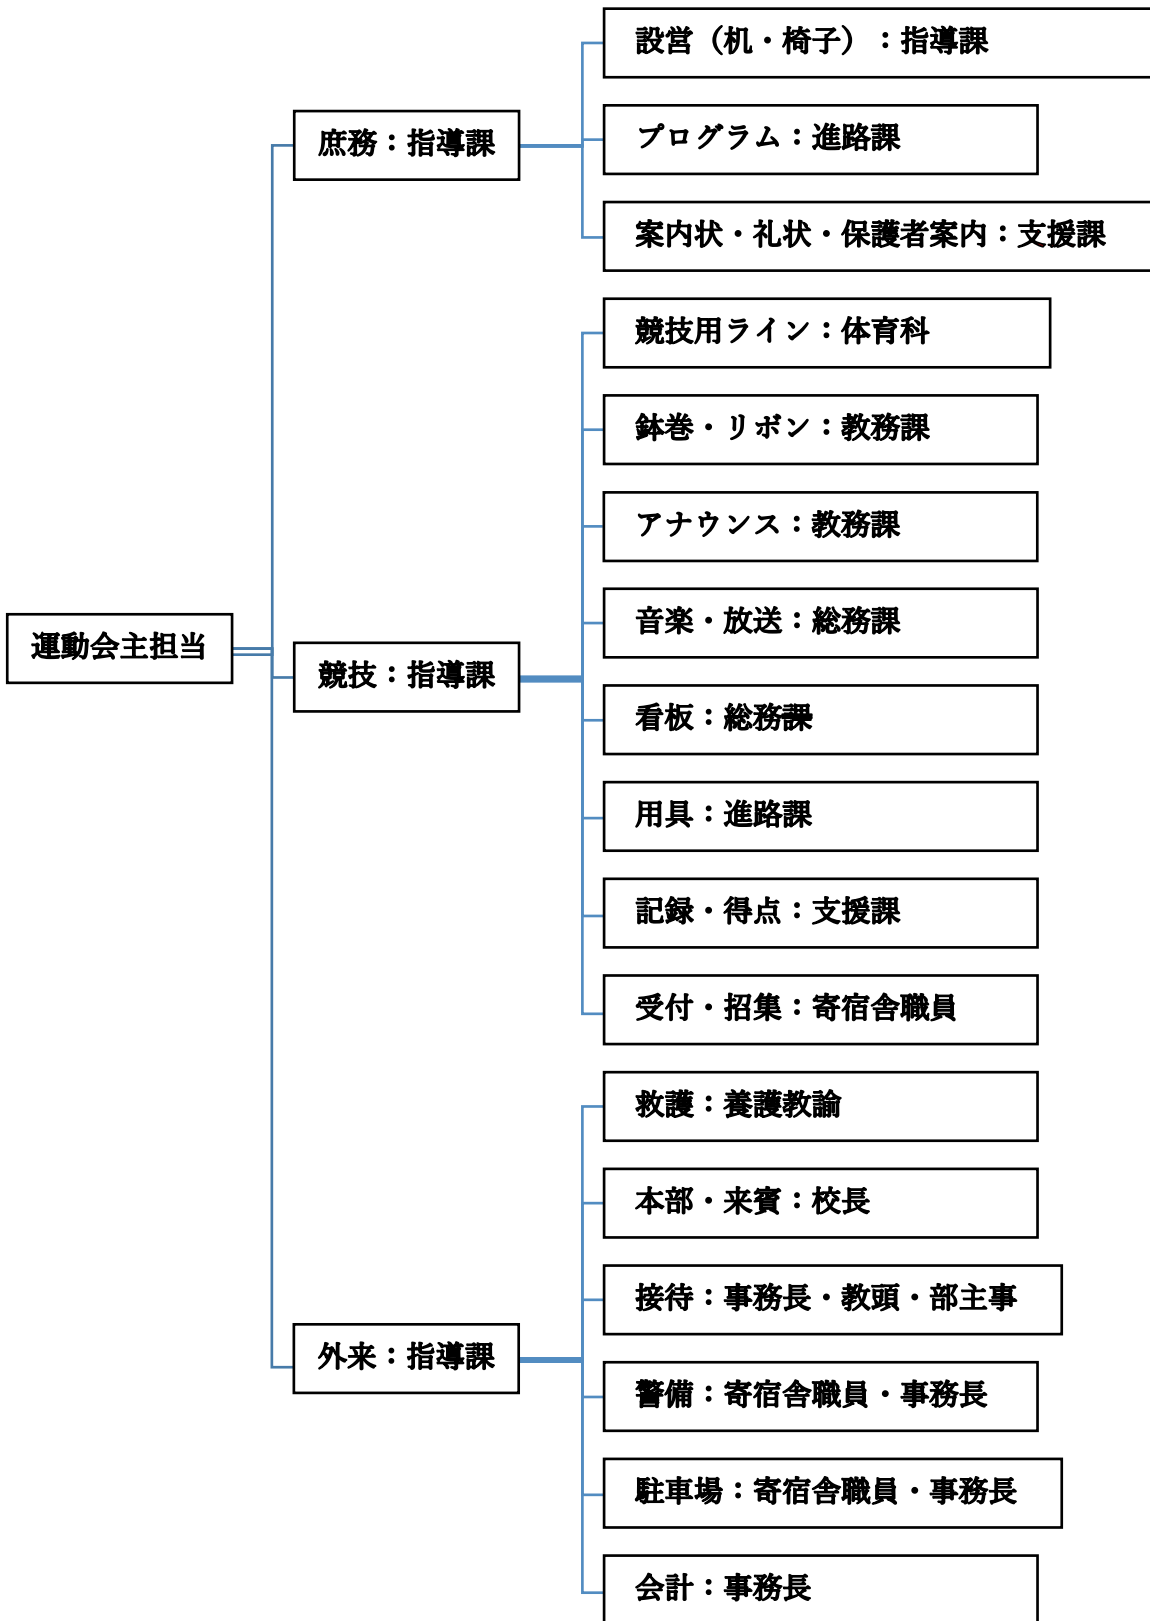 設営（机・椅子）：指導課
庶務：指導課
プログラム：進路課
案内状・礼状・保護者案内：支援課
競技用ライン：体育科
鉢巻・リボン：教務課
アナウンス：教務課
音楽・放送：総務課
運動会主担当
競技：指導課
看板：総務課
用具：進路課
記録・得点：支援課
受付・招集：寄宿舎職員
救護：養護教諭
本部・来賓：校長
接待：事務長・教頭・部主事
外来：指導課
警備：寄宿舎職員・事務長
駐車場：寄宿舎職員・事務長
会計：事務長